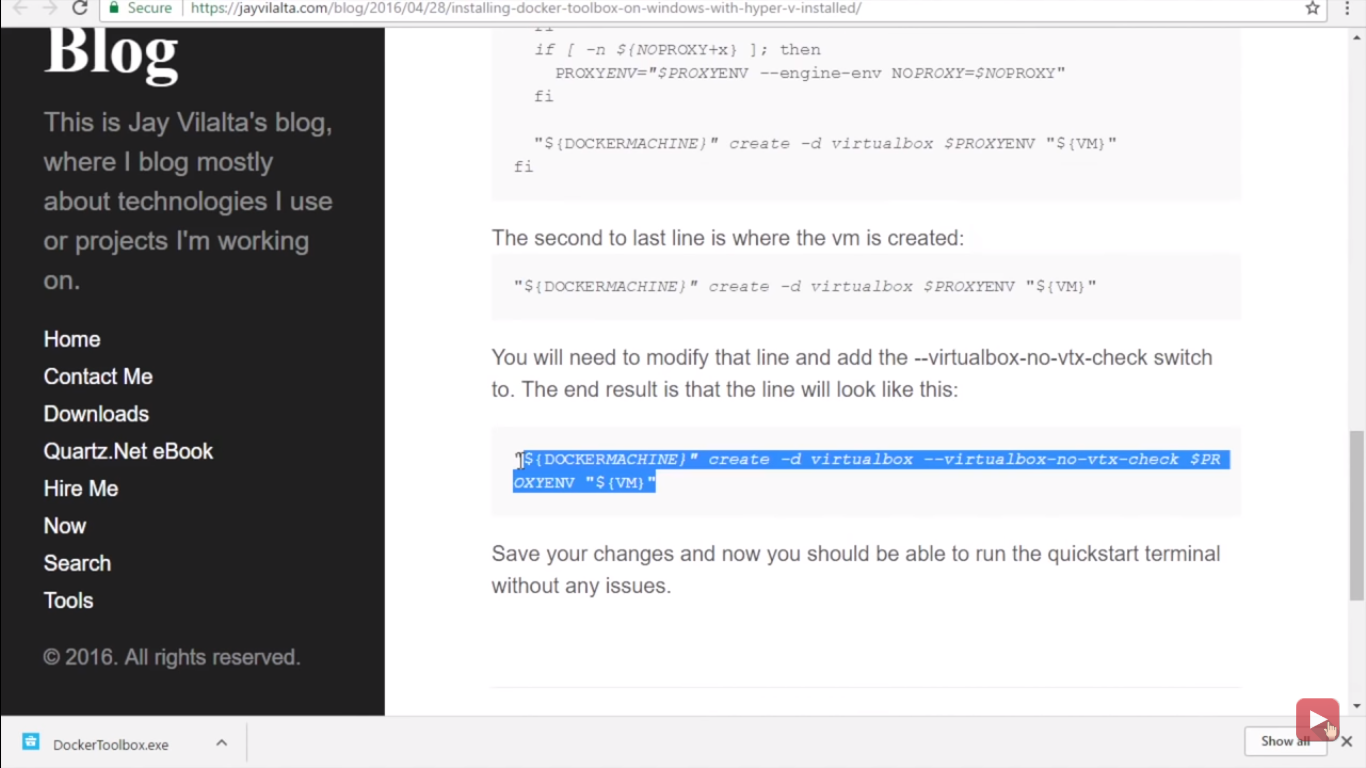 Secure https://jayvilalta.com/blog/2016/04/28/installing-docker-toolbox-on-windows-with-hyper-v-installed/
Blog
This is Jay Vilalta's blog,
where I blog mostly
about technologies I use
or projects I'm working
on.
Home
Contact Me
Downloads
Quartz.Net eBook
Hire Me
Now
Search
Tools
© 2016. All rights reserved.
fi
if [ -n ${NOPROXY+x} ]; then
PROXYENV="$PROXYENV --engine-env NOPROXY=$NOPROXY"
fi
"${DOCKERMACHINE}" create -d virtualbox $PROXYENV "${VM}"
fi
The second to last line is where the vm is created:
"${DOCKERMACHINE}" create -d virtualbox $PROXYENV "${VM}"
You will need to modify that line and add the --virtualbox-no-vtx-check switch
to. The end result is that the line will look like this:
"${DOCKERMACHINE}" create -d virtualbox --virtualbox-no-vtx-check $PR
OXYENV "${VM}"
Save your changes and now you should be able to run the quickstart terminal
without any issues.
DockerToolbox.exe
Show all